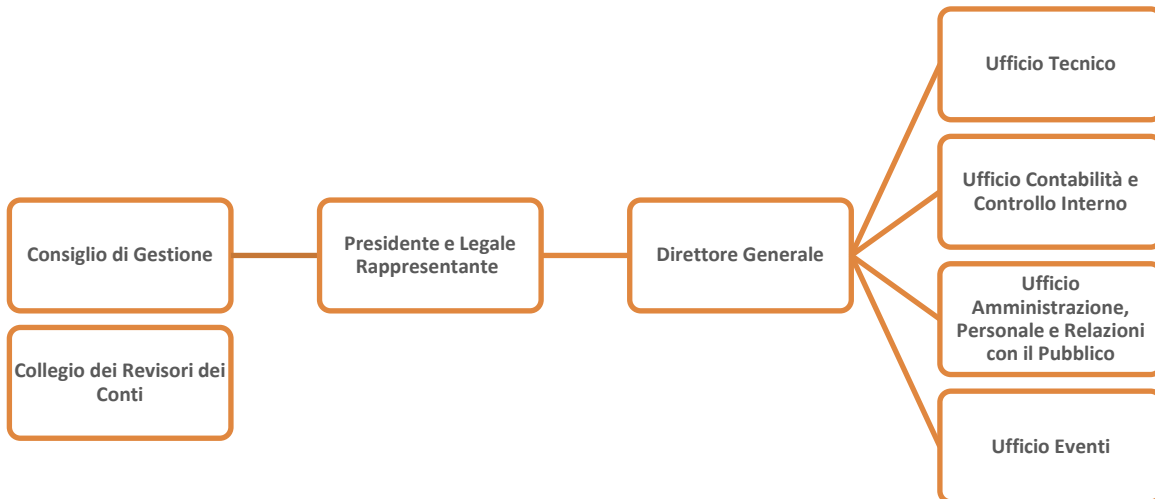 Consiglio di Gestione
Collegio dei Revisori dei
Conti
Presidente e Legale
Rappresentante
Direttore Generale
Ufficio Tecnico
Ufficio Contabilità e
Controllo Interno
Ufficio
Amministrazione,
Personale e Relazioni
con il Pubblico
Ufficio Eventi